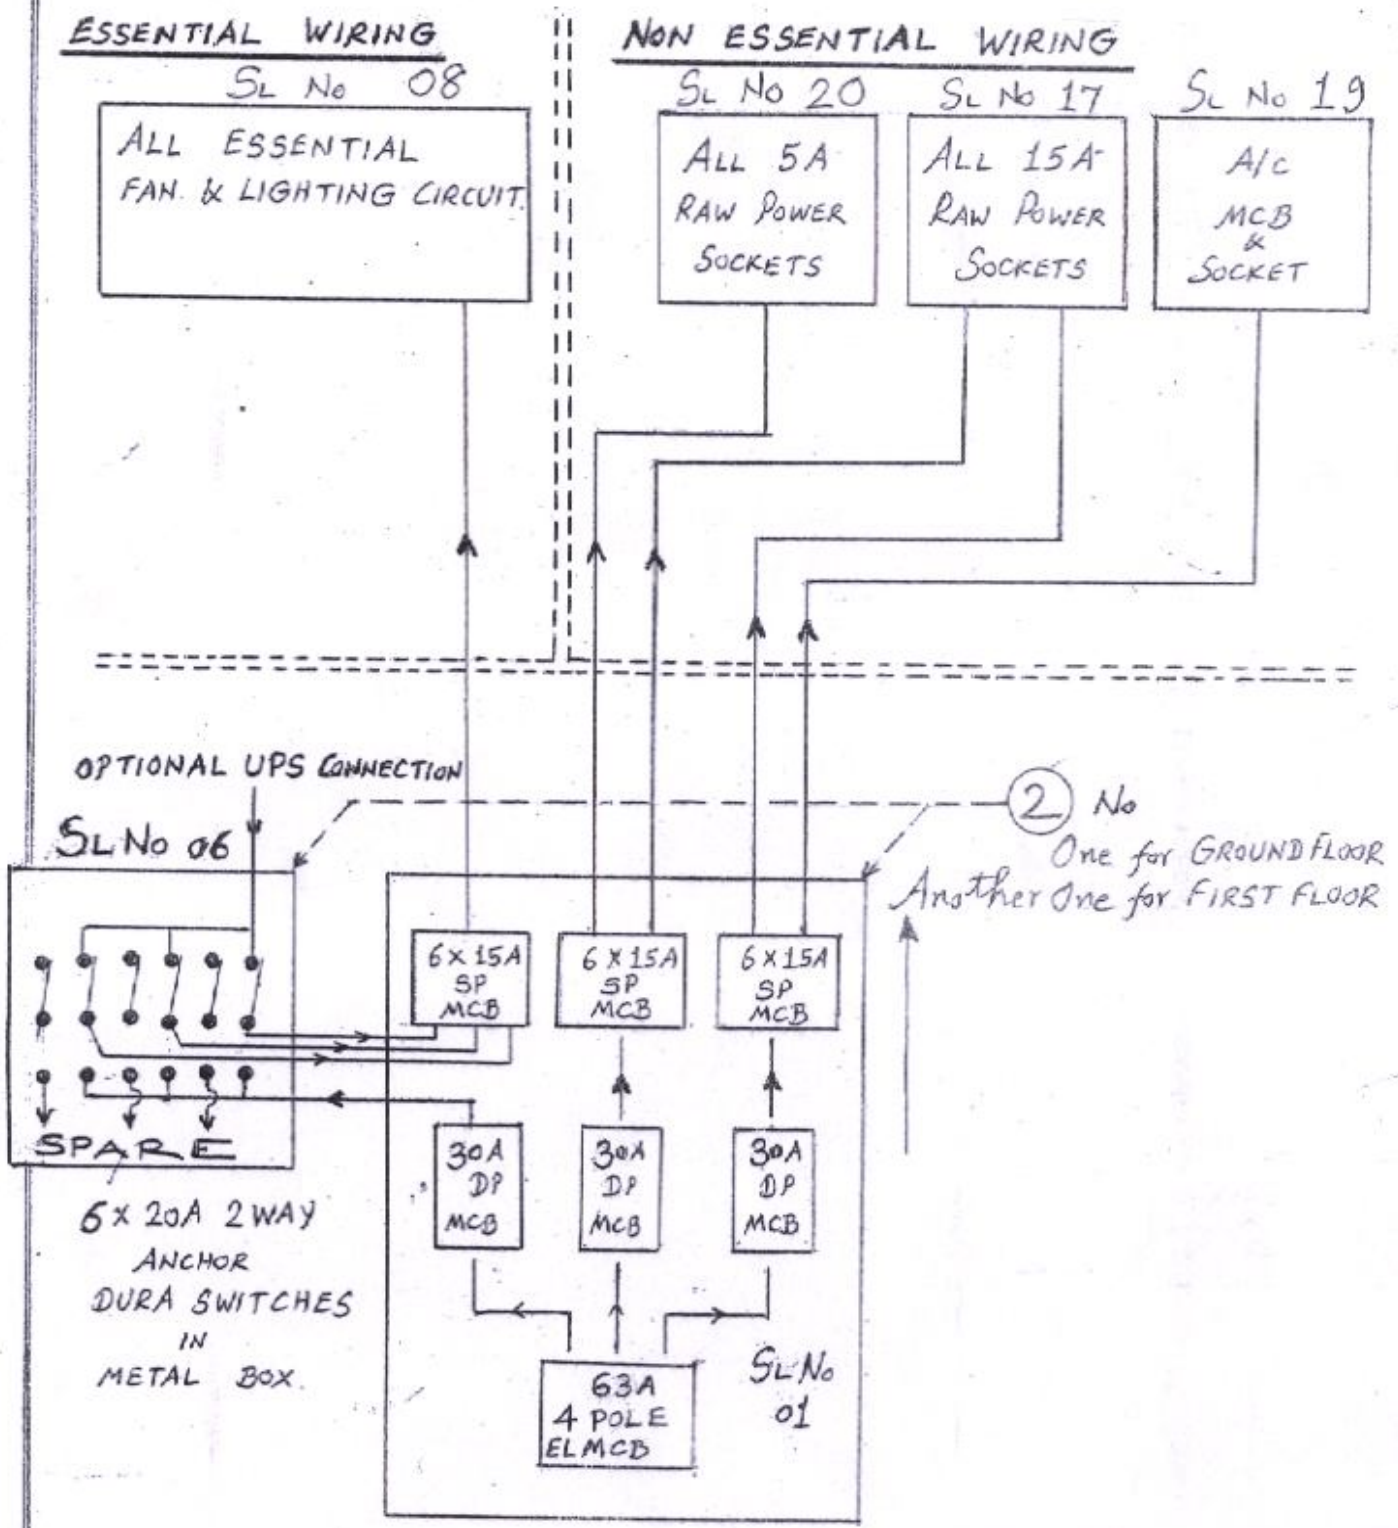 ESSENTIAL WIRING
SL No 08
ALL ESSENTIAL
FAN. & LIGHTING CIRCUIT.
NON ESSENTIAL WIRING
SL No 20
ALL 5A
RAW POWER
SOCKETS
SL No 17
ALL 15A
RAW POWER
SOCKETS
SL No 19
A/C
MCB
&
SOCKET
OPTIONAL UPS CONNECTION
SL No 06
2 No
One for GROUND FLOOR
Another One for FIRST FLOOR
6 X 15A
SP
MCB
6 X 15A
SP
MCB
6 X 15A
SP
MCB
SPARE
30A
DP
MCB
30A
DP
MCB
30A
DP
MCB
6 X 20A 2 WAY
ANCHOR
DURA SWITCHES
IN
METAL BOX.
63A
4 POLE
ELMCB
SL No
01